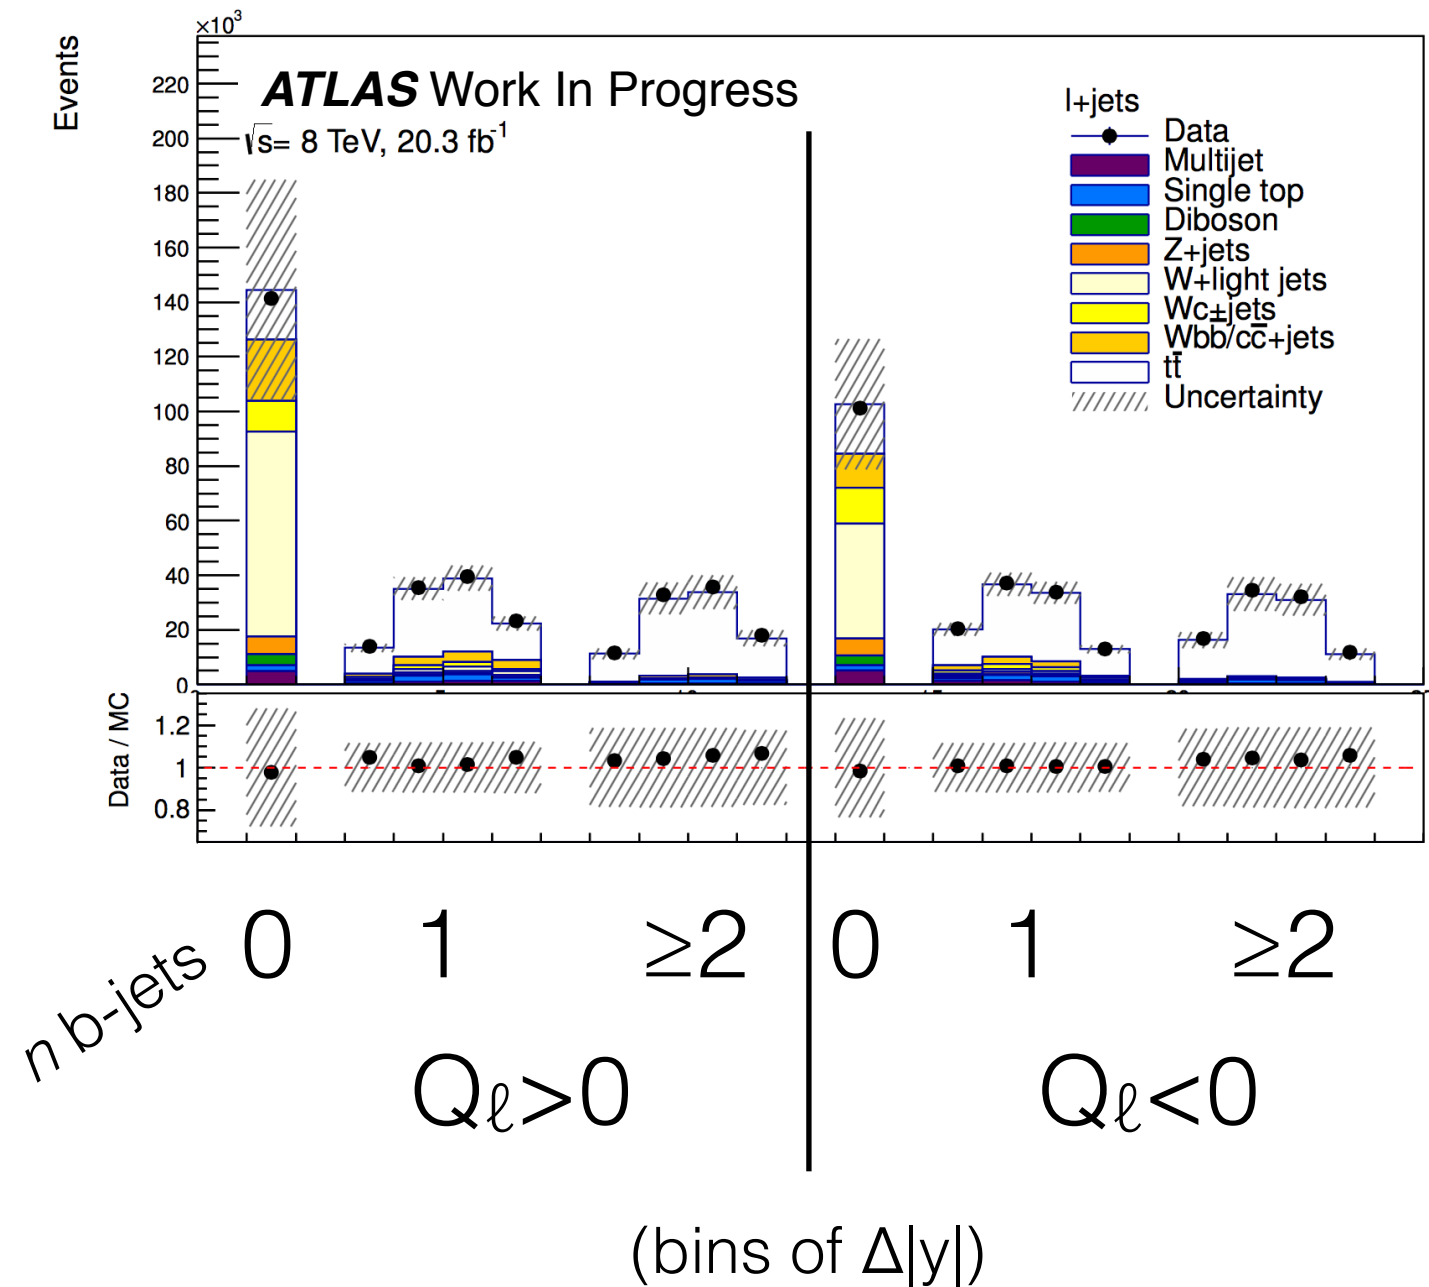 ×10³
Events
ATLAS Work In Progress
√s= 8 TeV, 20.3 fb⁻¹
l+jets
Data
Multijet
Single top
Diboson
Z+jets
W+light jets
Wc+jets
Wbb̅/cc̅+jets
tt̅
Uncertainty
220
200
180
160
140
120
100
80
60
40
20
0
Data / MC
1.2
1
0.8
n b-jets
0 1 ≥2 0 1 ≥2
Qℓ>0 Qℓ<0
(bins of Δ|y|)